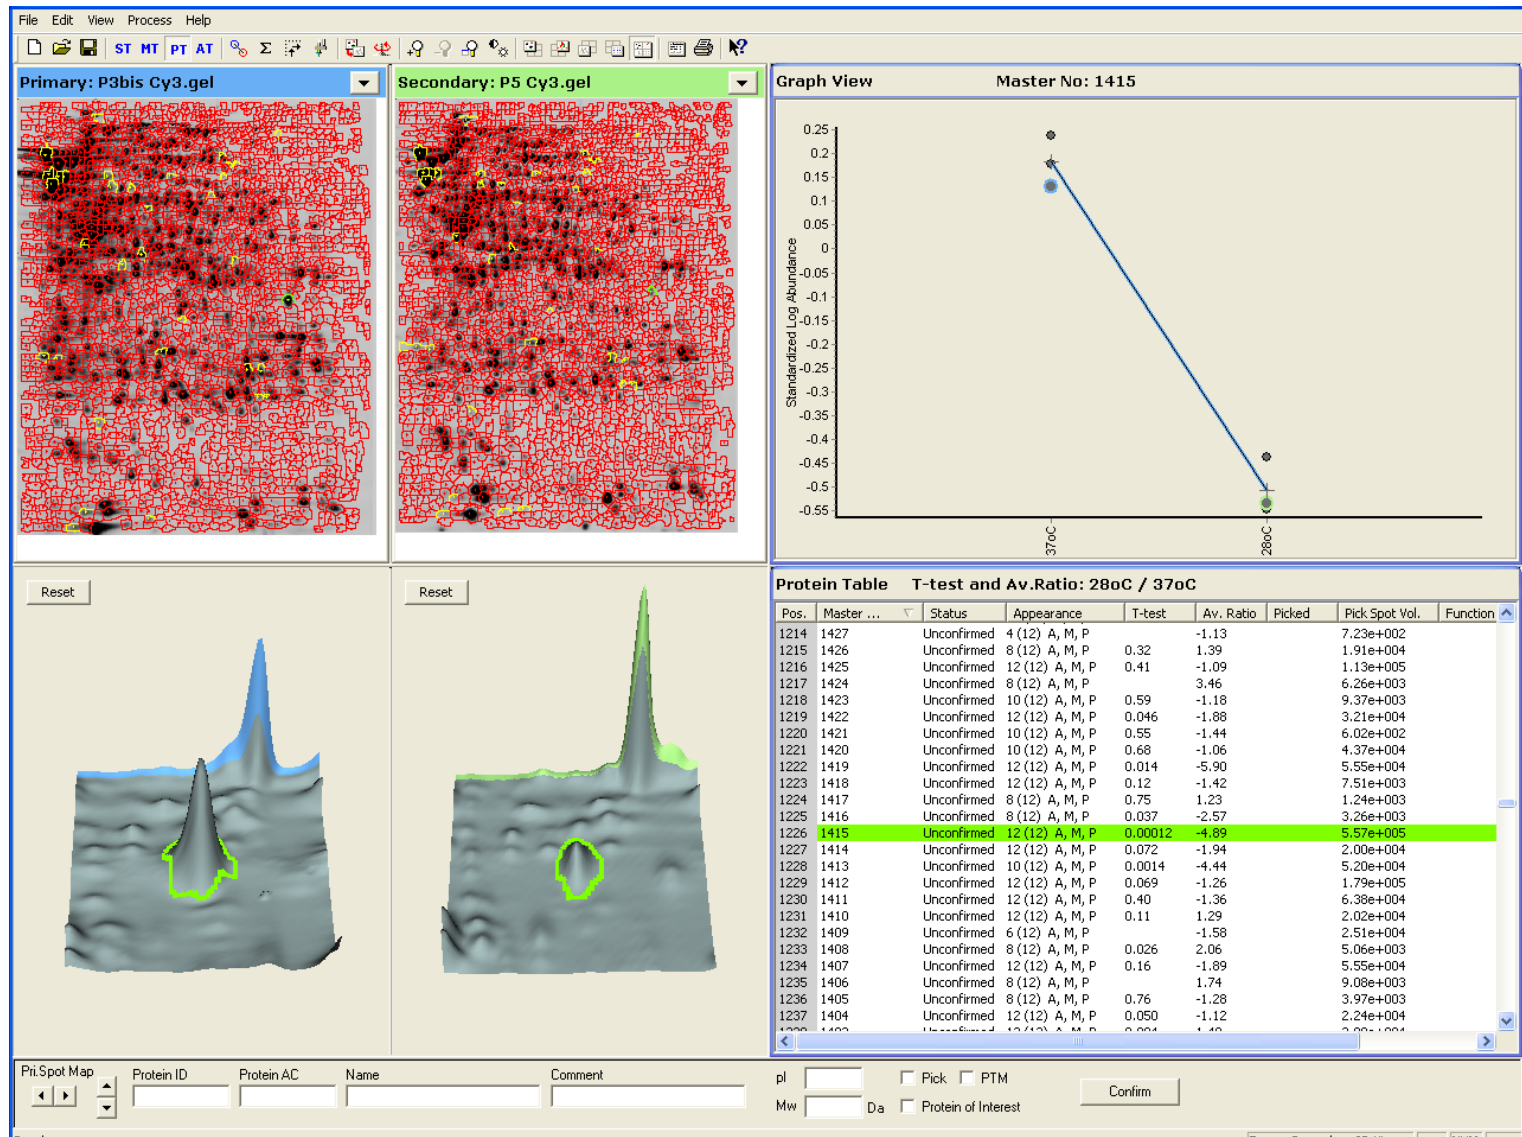 File Edit View Process Help
ST MT PT AT Σ
Primary: P3bis Cy3.gel
Secondary: P5 Cy3.gel
Graph View Master No: 1415
0.25
0.2
0.15
0.1
0.05
0
-0.05
-0.1
-0.15
-0.2
-0.25
-0.3
-0.35
-0.4
-0.45
-0.5
-0.55
Standardized Log Abundance
37oC
28oC
Reset
Reset
Protein Table T-test and Av.Ratio: 28oC / 37oC
Pos. Master ... Status Appearance T-test Av. Ratio Picked Pick Spot Vol. Function
1214 1427 Unconfirmed 4 (12) A, M, P -1.13 7.23e+002
1215 1426 Unconfirmed 8 (12) A, M, P 0.32 1.39 1.91e+004
1216 1425 Unconfirmed 12 (12) A, M, P 0.41 -1.09 1.13e+005
1217 1424 Unconfirmed 8 (12) A, M, P 3.46 6.26e+003
1218 1423 Unconfirmed 10 (12) A, M, P 0.59 -1.18 9.37e+003
1219 1422 Unconfirmed 12 (12) A, M, P 0.046 -1.88 3.21e+004
1220 1421 Unconfirmed 10 (12) A, M, P 0.55 -1.44 6.02e+002
1221 1420 Unconfirmed 10 (12) A, M, P 0.68 -1.06 4.37e+004
1222 1419 Unconfirmed 12 (12) A, M, P 0.014 -5.90 5.55e+004
1223 1418 Unconfirmed 12 (12) A, M, P 0.12 -1.42 7.51e+003
1224 1417 Unconfirmed 8 (12) A, M, P 0.75 1.23 1.24e+003
1225 1416 Unconfirmed 8 (12) A, M, P 0.037 -2.57 3.26e+003
1226 1415 Unconfirmed 12 (12) A, M, P 0.00012 -4.89 5.57e+005
1227 1414 Unconfirmed 12 (12) A, M, P 0.072 -1.94 2.00e+004
1228 1413 Unconfirmed 10 (12) A, M, P 0.0014 -4.44 5.20e+004
1229 1412 Unconfirmed 12 (12) A, M, P 0.069 -1.26 1.79e+005
1230 1411 Unconfirmed 12 (12) A, M, P 0.40 -1.36 6.38e+004
1231 1410 Unconfirmed 12 (12) A, M, P 0.11 1.29 2.02e+004
1232 1409 Unconfirmed 6 (12) A, M, P -1.58 2.51e+004
1233 1408 Unconfirmed 8 (12) A, M, P 0.026 2.06 5.06e+003
1234 1407 Unconfirmed 12 (12) A, M, P 0.16 -1.89 5.55e+004
1235 1406 Unconfirmed 8 (12) A, M, P 1.74 9.08e+003
1236 1405 Unconfirmed 8 (12) A, M, P 0.76 -1.28 3.97e+003
1237 1404 Unconfirmed 12 (12) A, M, P 0.050 -1.12 2.24e+004
Pri.Spot Map Protein ID Protein AC Name Comment
pI Pick PTM Confirm
Mw Da Protein of Interest